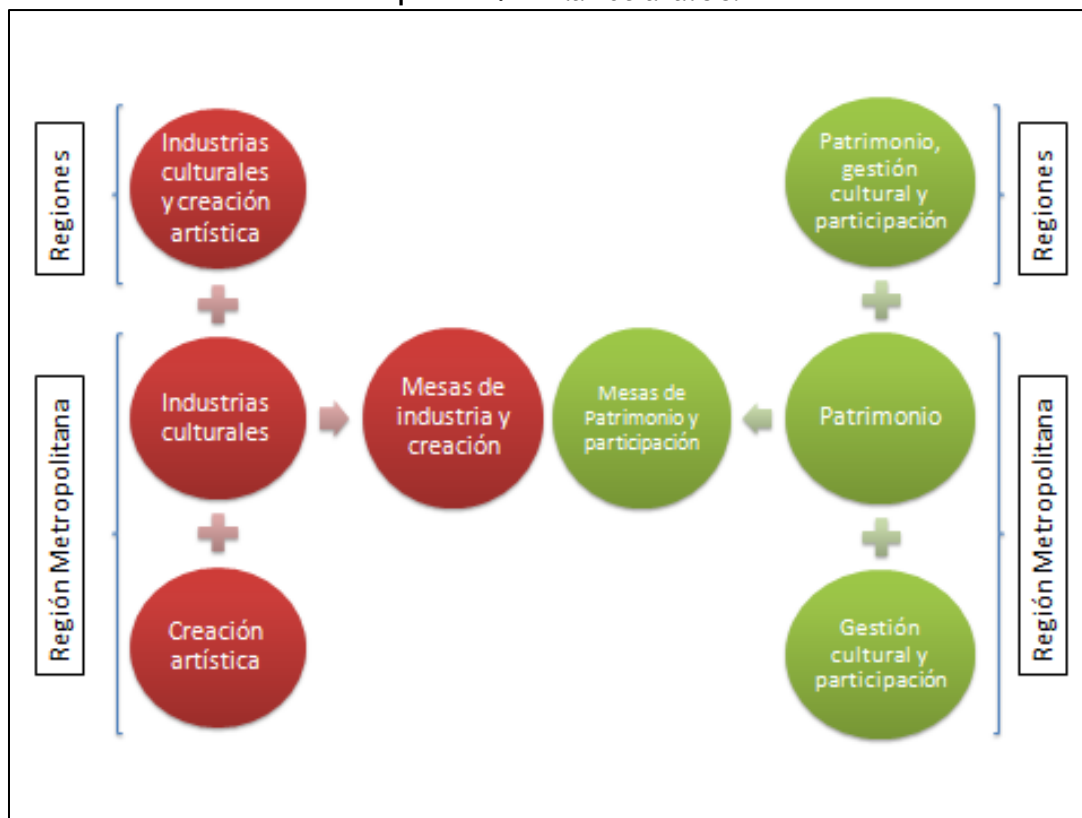 Regiones
Industrias
culturales
y creación
artística
Patrimonio,
gestión
cultural y
participación
Regiones
Región Metropolitana
Industrias
culturales
Mesas de
industria y
creación
Mesas de
Patrimonio y
participación
Patrimonio
Región Metropolitana
Creación
artística
Gestión
cultural y
participación